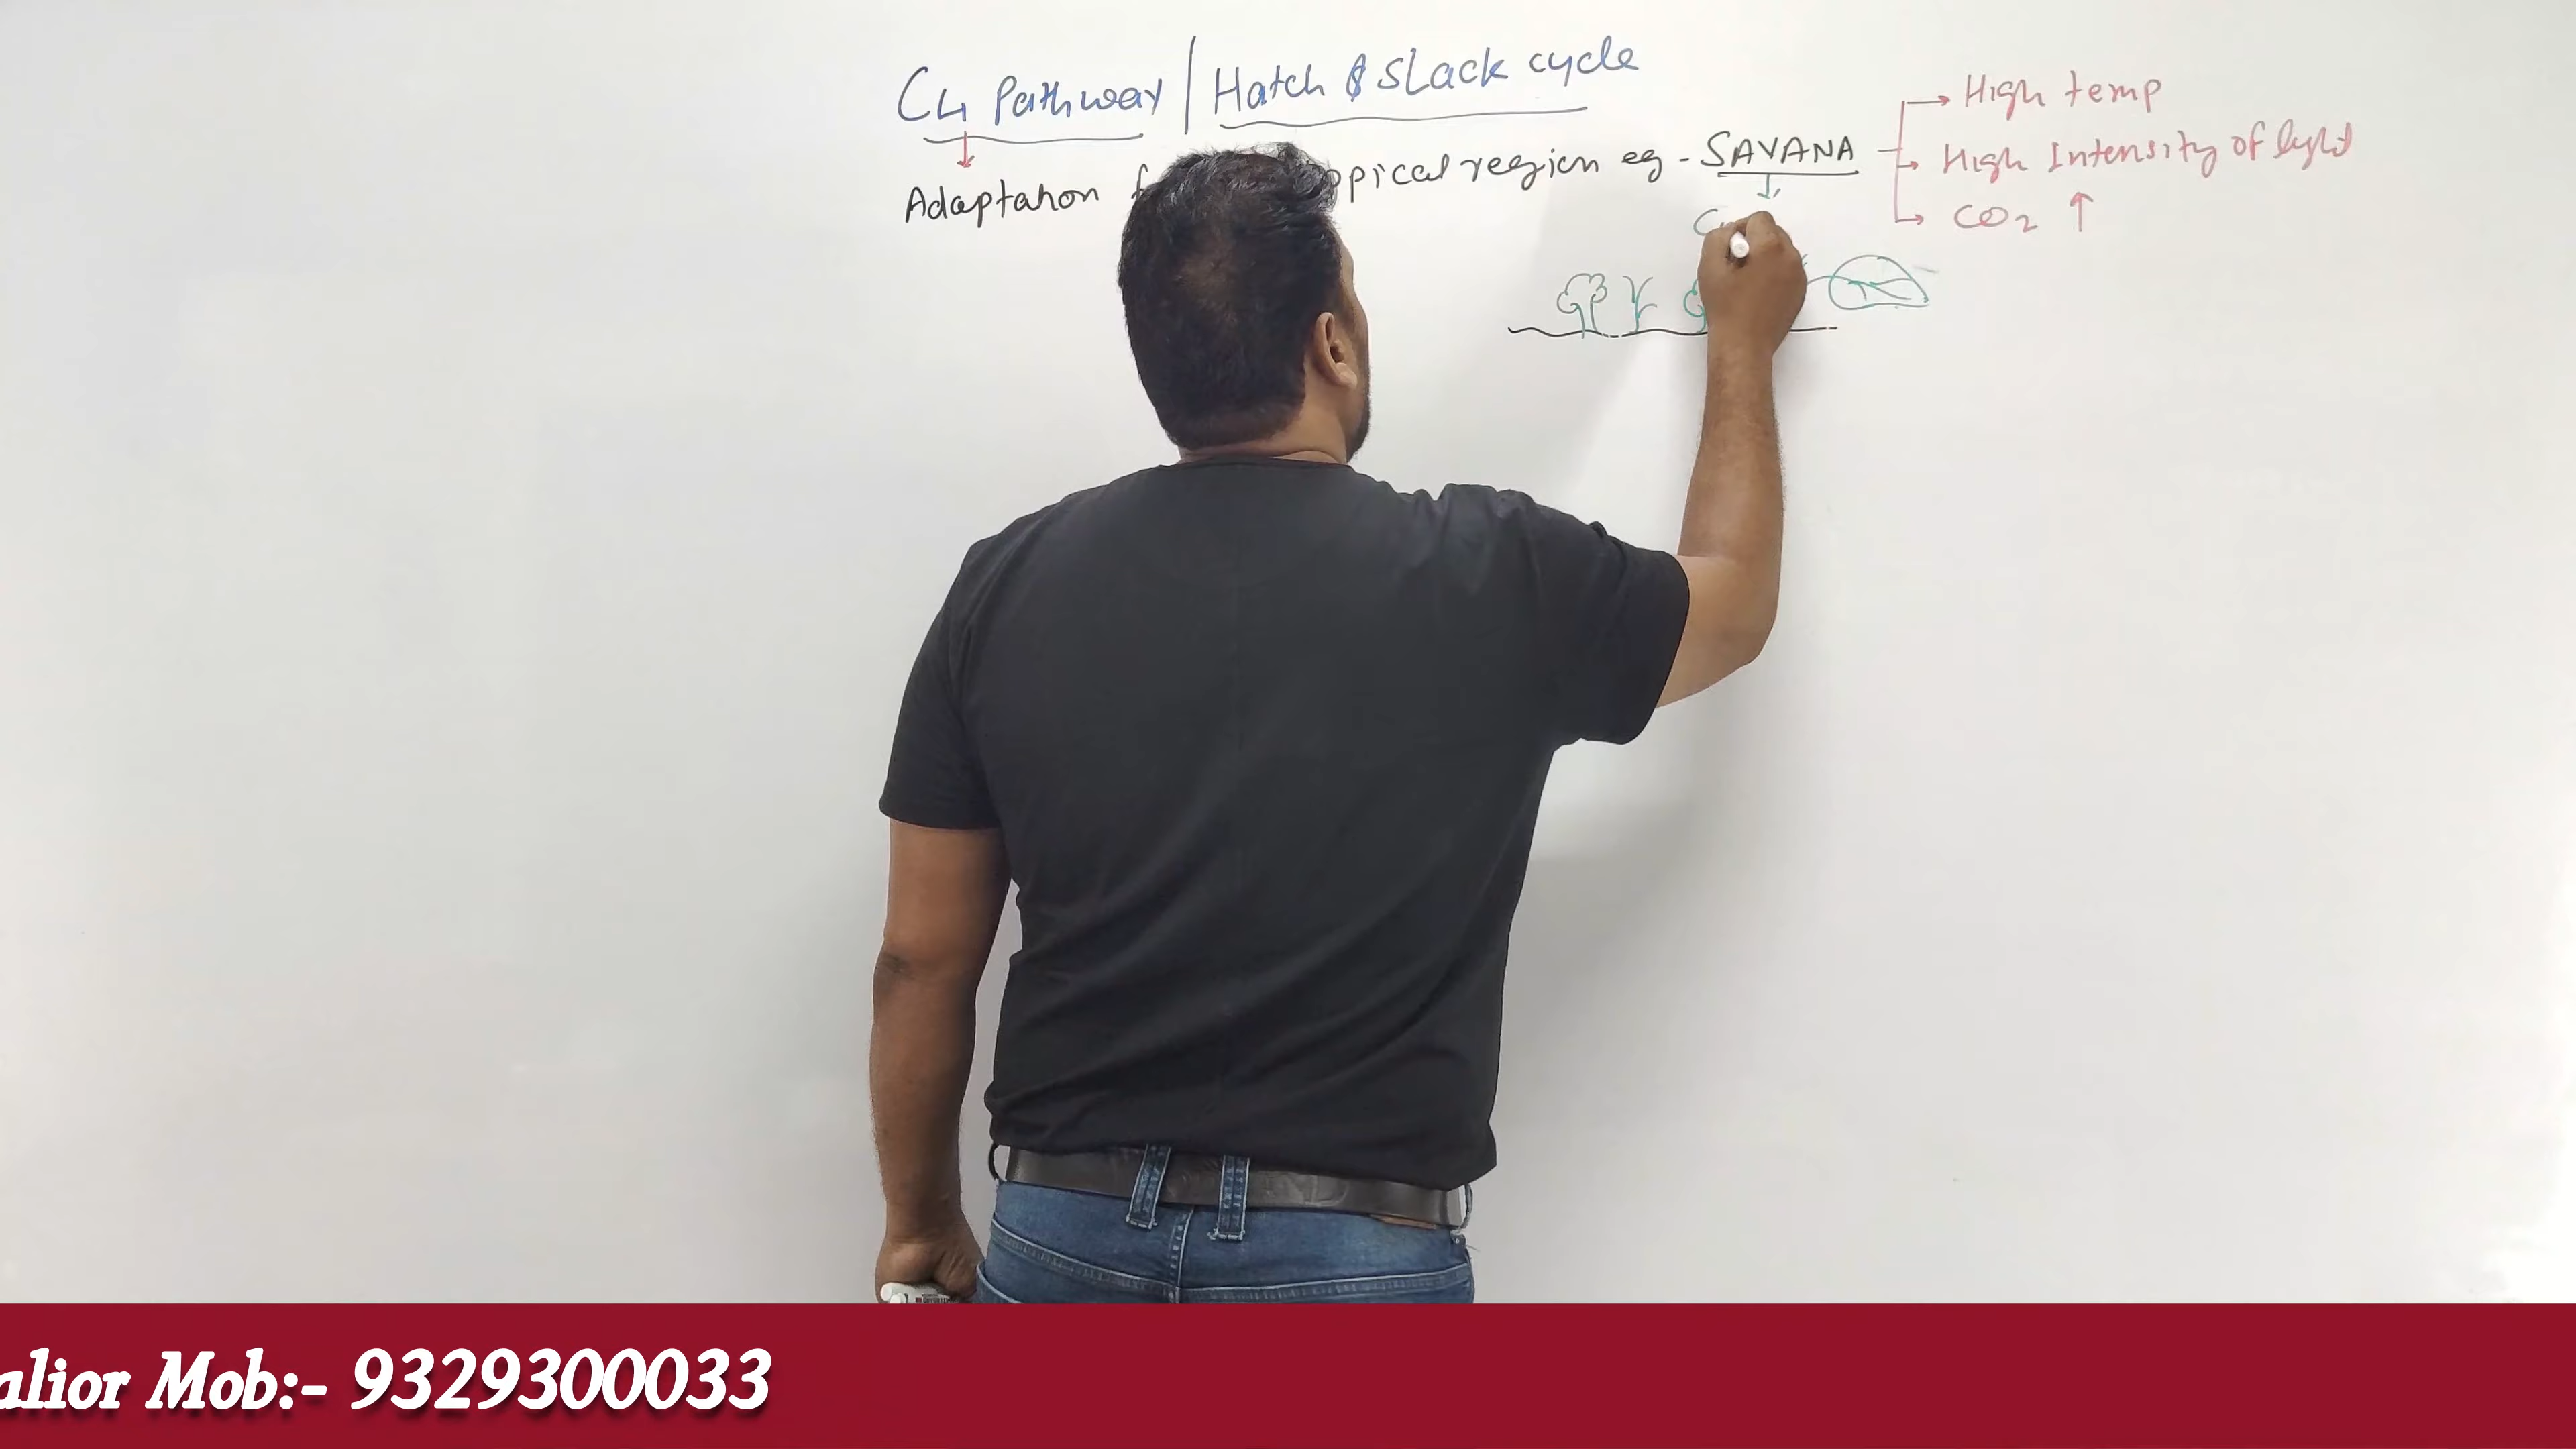 C4 Pathway / Hatch & sLack cycle
Adaptation opical region eg - SAVANA
High temp
High Intensity of light
CO2 ↑
alior Mob:- 9329300033